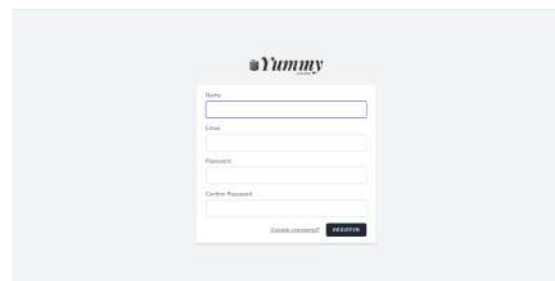 Yummy
Name
Email
Password
Confirm Password
Already registered?
REGISTER